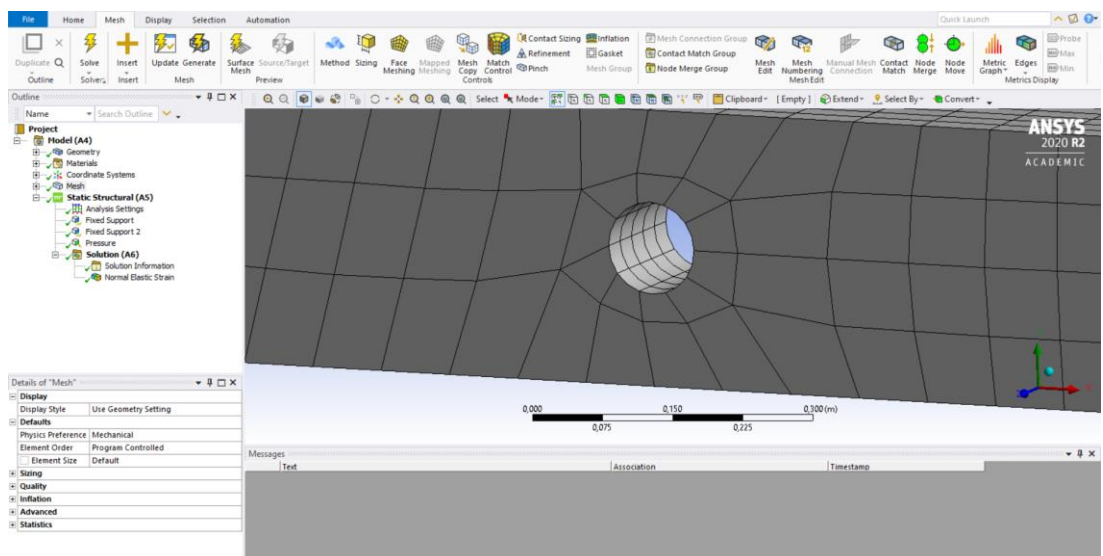 File Home Mesh Display Selection Automation Quick Launch
Duplicate Q Solve Insert Update Generate Surface Mesh Source/Target Method Sizing Face Meshing Mapped Meshing Mesh Copy Match Control Contact Sizing Inflation Mesh Connection Group Mesh Edit Mesh Numbering Manual Mesh Connection Contact Match Node Merge Node Move Metric Graph Edges Probe
Refinement Gasket Contact Match Group Max
Pinch Mesh Group Node Merge Group Min
Outline Solve Insert Mesh Preview Controls Mesh Edit Metrics Display
Outline
Name Search Outline
Select Mode Clipboard [Empty] Extend Select By Convert
Project
Model (A4)
Geometry
Materials
Coordinate Systems
Mesh
Static Structural (A5)
Analysis Settings
Fixed Support
Fixed Support 2
Pressure
Solution (A6)
Solution Information
Normal Elastic Strain
ANSYS
2020 R2
ACADEMIC
0,000 0,150 0,300 (m)
0,075 0,225
Details of "Mesh"
Display
Display Style Use Geometry Setting
Defaults
Physics Preference Mechanical
Element Order Program Controlled
Element Size Default
Sizing
Quality
Inflation
Advanced
Statistics
Messages
Text Association Timestamp